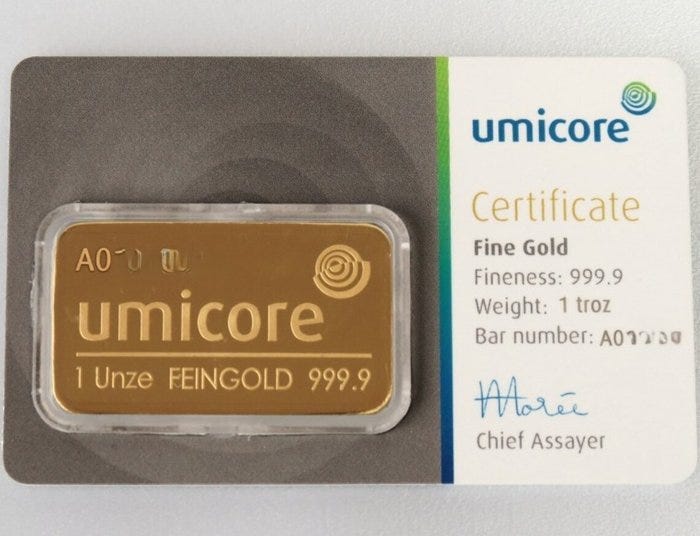 umicore
1 Unze FEINGOLD 999.9
umicore
Certificate
Fine Gold
Fineness: 999.9
Weight: 1 troz
Bar number:
Chief Assayer